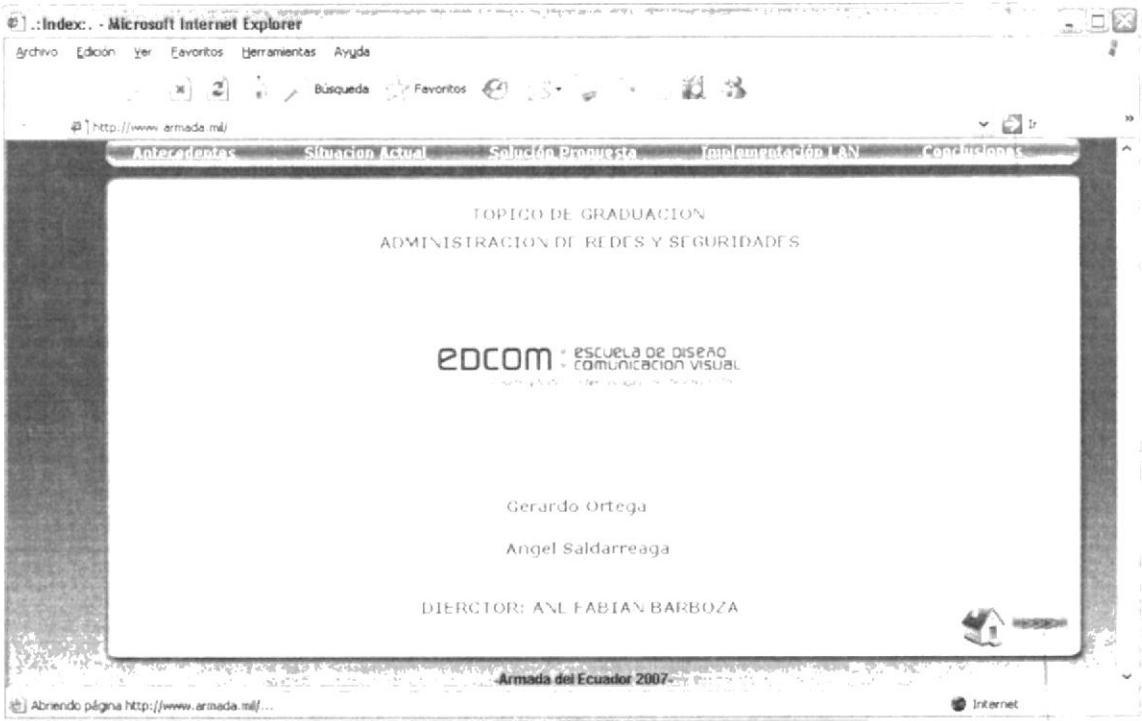 .:Index:. - Microsoft Internet Explorer
Archivo Edición Ver Favoritos Herramientas Ayuda
Búsqueda Favoritos
http://www.armada.mil/ Ir
Antecedentes Situacion Actual Solución Propuesta Implementación LAN Conclusiones
TOPICO DE GRADUACION
ADMINISTRACION DE REDES Y SEGURIDADES
EDCOM ESCUELA DE DISEÑO
COMUNICACION VISUAL
Gerardo Ortega
Angel Saldarreaga
DIERCTOR: ANL FABIAN BARBOZA
-Armada del Ecuador 2007-
Abriendo página http://www.armada.mil/... Internet